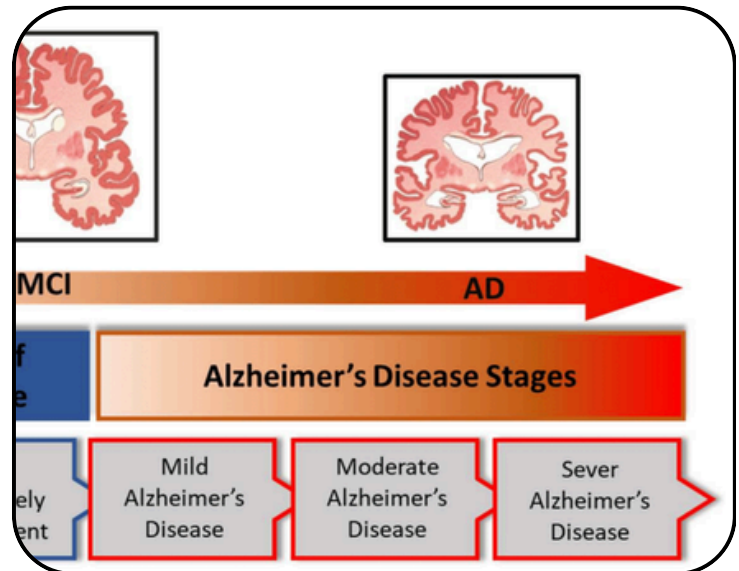 MCI
AD
Alzheimer's Disease Stages
Mild
Alzheimer's
Disease
Moderate
Alzheimer's
Disease
Sever
Alzheimer's
Disease